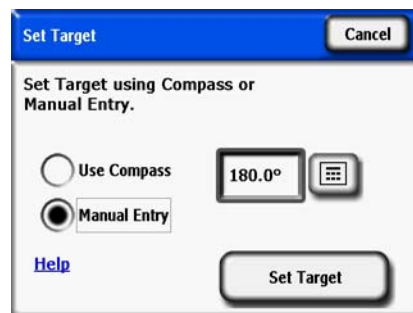 Set Target
Cancel
Set Target using Compass or
Manual Entry.
Use Compass
180.0°
Manual Entry
Help
Set Target